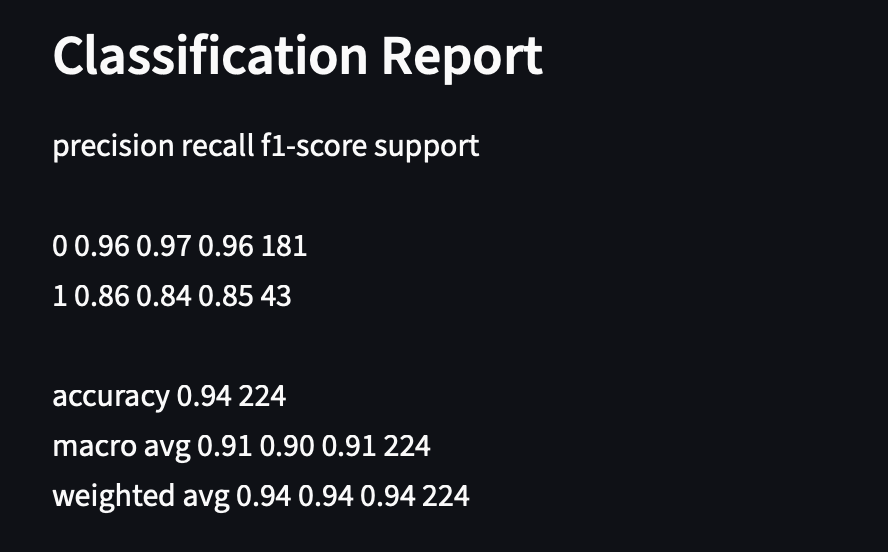 Classification Report
precision recall f1-score support
0 0.96 0.97 0.96 181
1 0.86 0.84 0.85 43
accuracy 0.94 224
macro avg 0.91 0.90 0.91 224
weighted avg 0.94 0.94 0.94 224